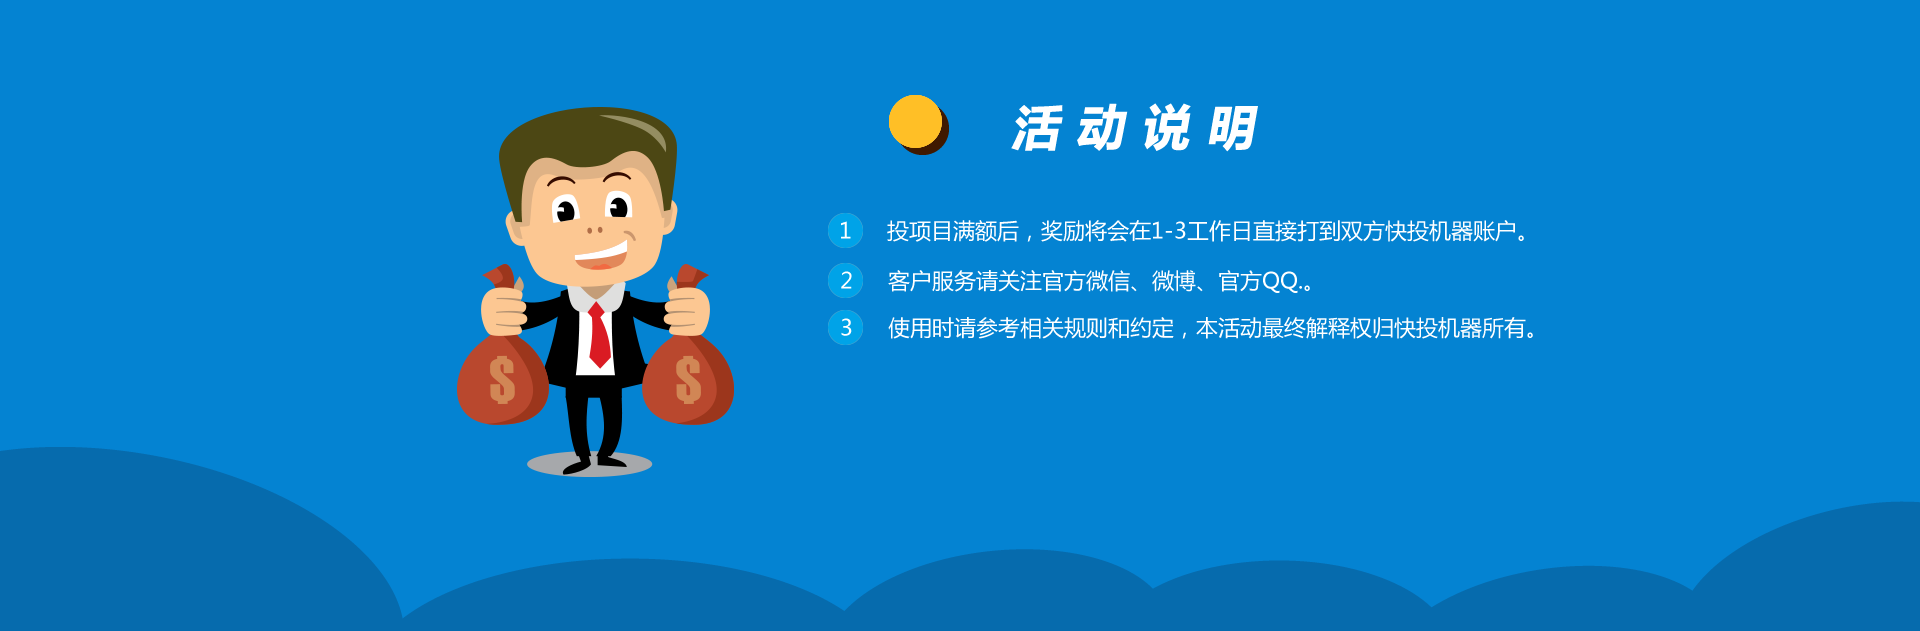 活动说明
1 投项目满额后，奖励将会在1-3工作日直接打到双方快投机器账户。
2 客户服务请关注官方微信、微博、官方QQ.。
3 使用时请参考相关规则和约定，本活动最终解释权归快投机器所有。
$ $